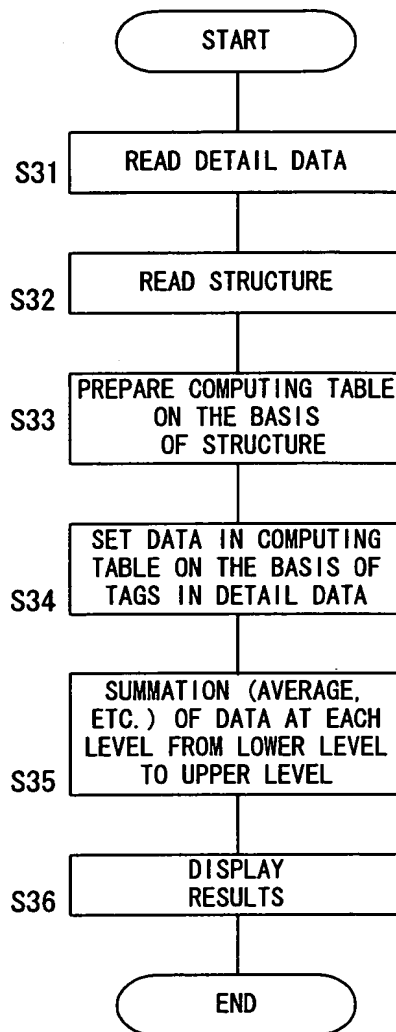 START
S31
READ DETAIL DATA
S32
READ STRUCTURE
S33
PREPARE COMPUTING TABLE
ON THE BASIS
OF STRUCTURE
S34
SET DATA IN COMPUTING
TABLE ON THE BASIS OF
TAGS IN DETAIL DATA
S35
SUMMATION (AVERAGE,
ETC.) OF DATA AT EACH
LEVEL FROM LOWER LEVEL
TO UPPER LEVEL
S36
DISPLAY
RESULTS
END